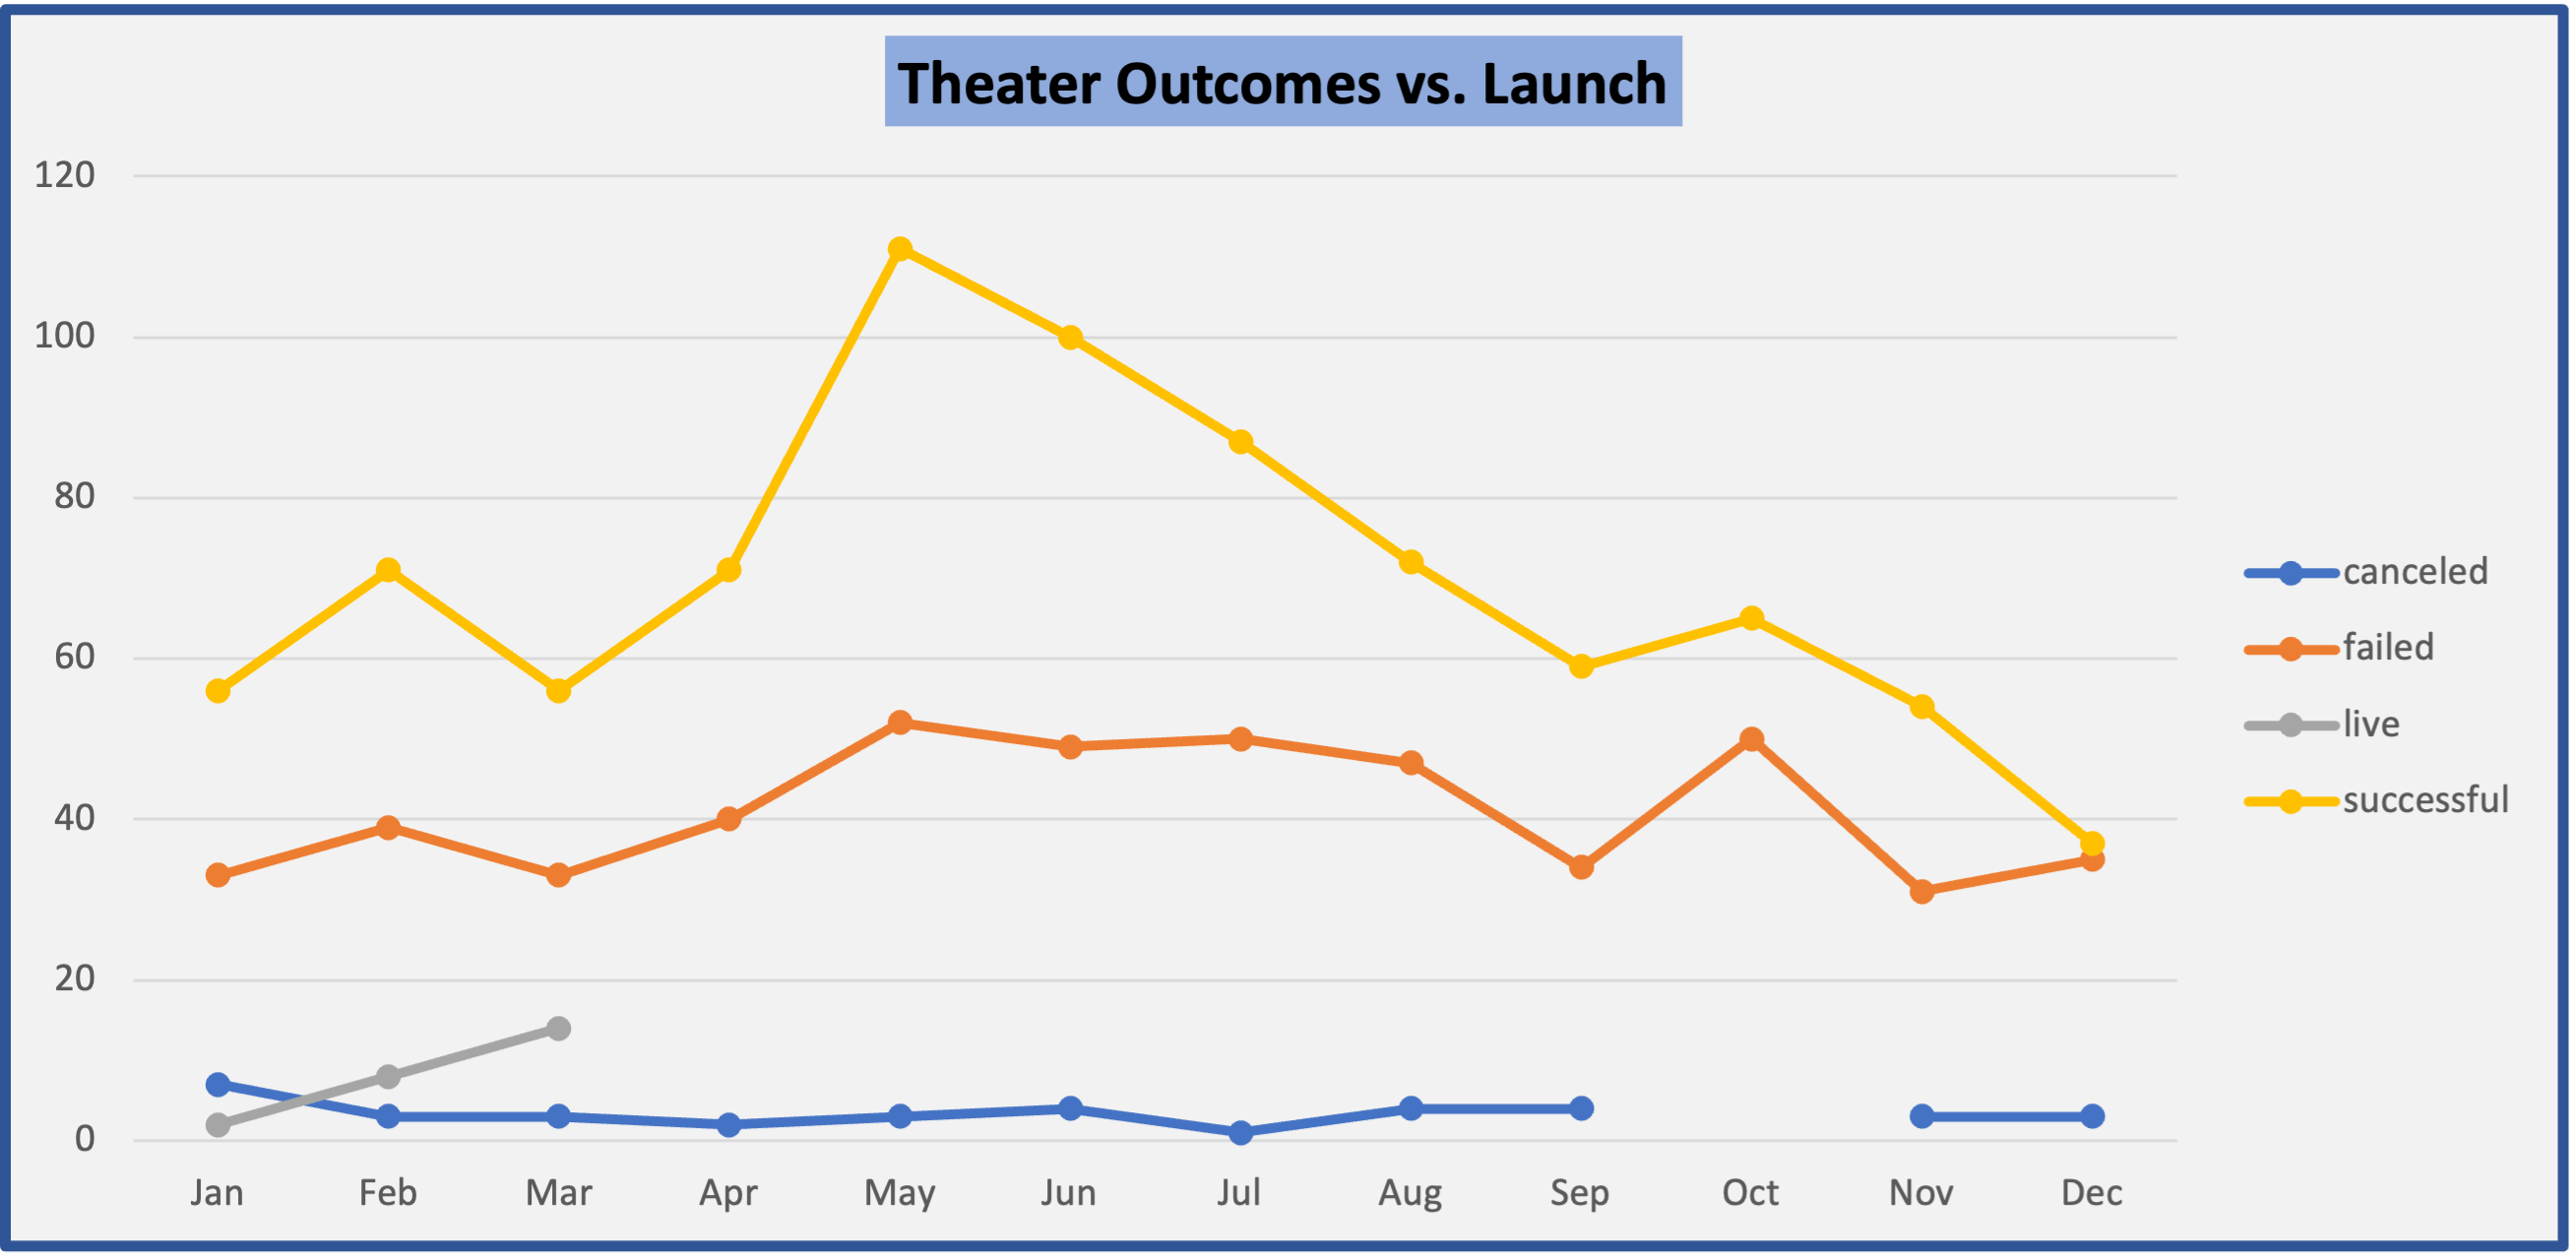 Theater Outcomes vs. Launch
120
100
80
60
40
20
0
Jan Feb Mar Apr May Jun Jul Aug Sep Oct Nov Dec
canceled
failed
live
successful